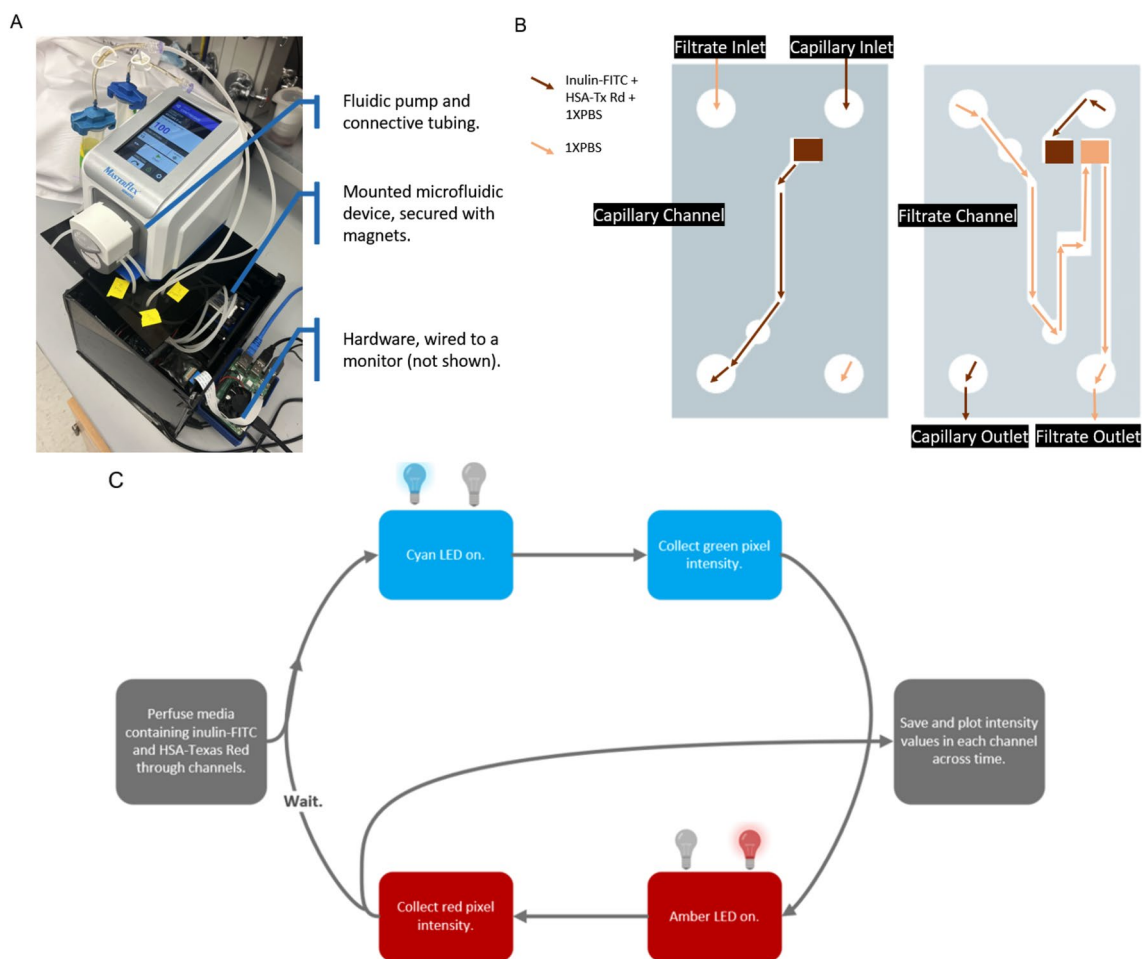 A
Fluidic pump and
connective tubing.
Mounted microfluidic
device, secured with
magnets.
Hardware, wired to a
monitor (not shown).
100
MASTERFLEX
B
Inulin-FITC +
HSA-Tx Rd +
1XPBS
1XPBS
Filtrate Inlet
Capillary Inlet
Capillary Channel
Filtrate Channel
Capillary Outlet
Filtrate Outlet
C
Cyan LED on.
Collect green pixel
intensity.
Perfuse media
containing inulin-FITC
and HSA-Texas Red
through channels.
Save and plot intensity
values in each channel
across time.
Wait.
Collect red pixel
intensity.
Amber LED on.